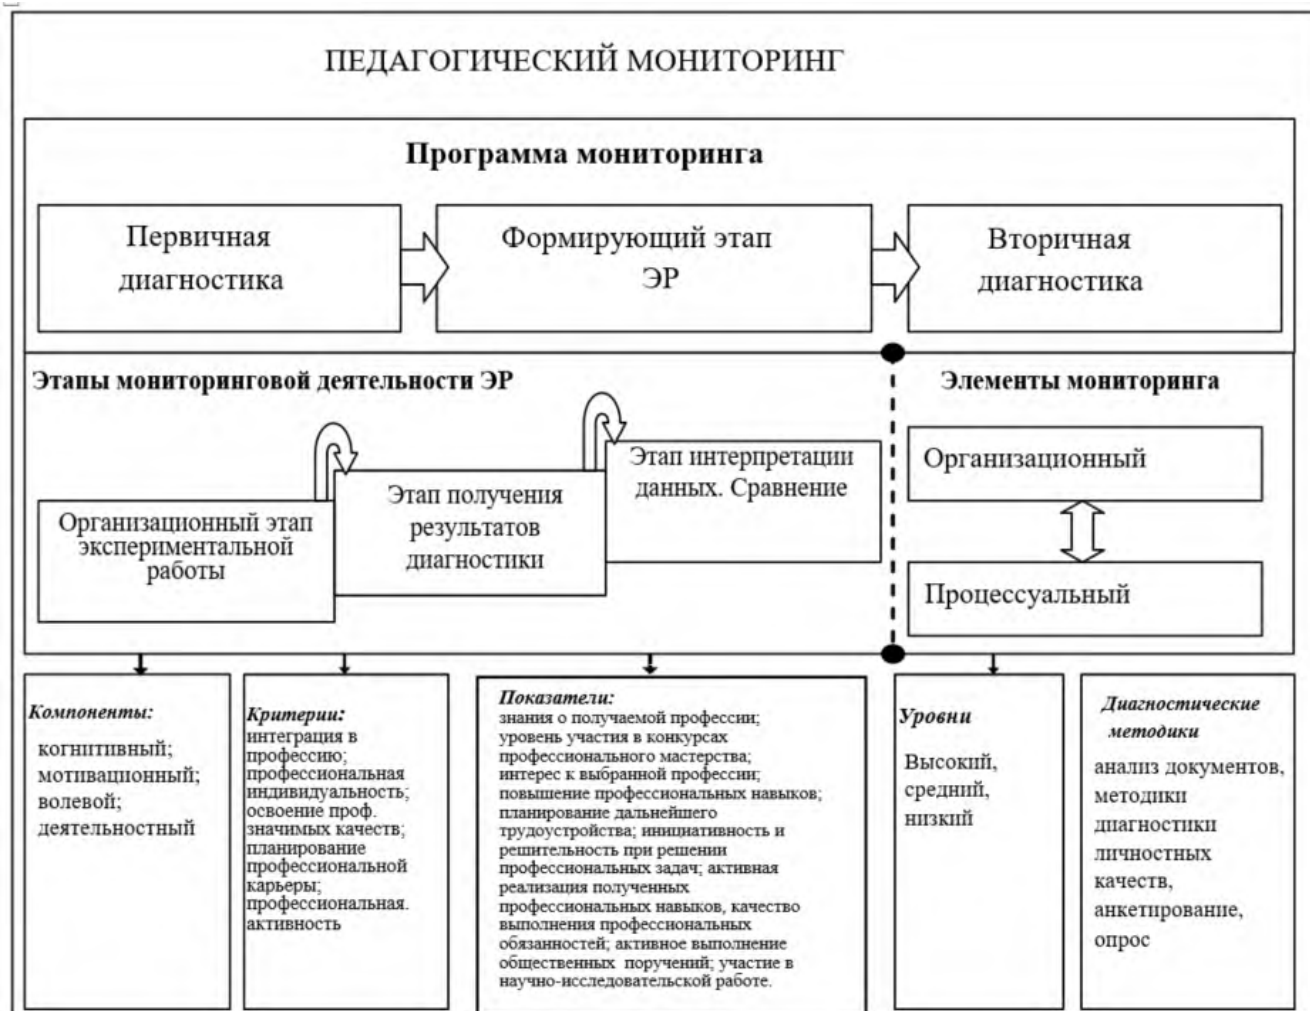 ПЕДАГОГИЧЕСКИЙ МОНИТОРИНГ
Программа мониторинга
Первичная
диагностика
Формирующий этап
ЭР
Вторичная
диагностика
Этапы мониторинговой деятельности ЭР
Организационный этап
экспериментальной
работы
Этап получения
результатов
диагностики
Этап интерпретации
данных. Сравнение
Элементы мониторинга
Организационный
Процессуальный
Компоненты:
когнитивный;
мотивационный;
волевой;
деятельностный
Критерии:
интеграция в
профессию;
профессиональная
индивидуальность;
освоение проф.
значимых качеств;
планирование
профессиональной
карьеры;
профессиональная.
активность
Показатели:
знания о получаемой профессии;
уровень участия в конкурсах
профессионального мастерства;
интерес к выбранной профессии;
повышение профессиональных навыков;
планирование дальнейшего
трудоустройства; инициативность и
решительность при решении
профессиональных задач; активная
реализация полученных
профессиональных навыков, качество
выполнения профессиональных
обязанностей; активное выполнение
общественных поручений; участие в
научно-исследовательской работе.
Уровни
Высокий,
средний,
низкий
Диагностические
методики
анализ документов,
методики
диагностики
личностных
качеств,
анкетирование,
опрос